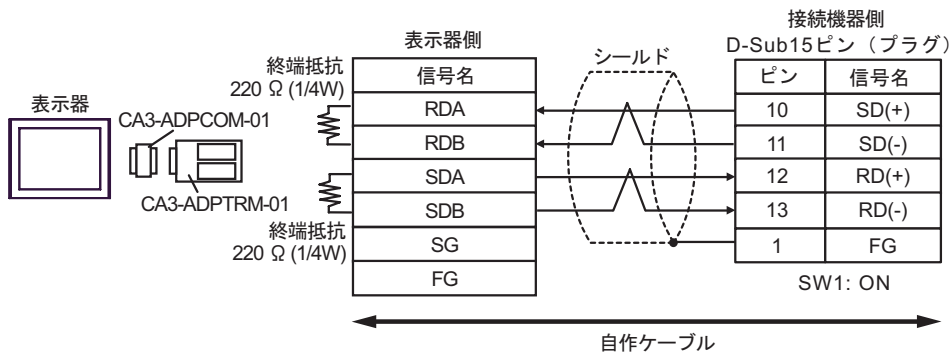 接続機器側
D-Sub15ピン（プラグ）
表示器側
シールド
終端抵抗
220 Ω (1/4W)
信号名
ピン
信号名
表示器
CA3-ADPCOM-01
RDA
10
SD(+)
RDB
11
SD(-)
SDA
12
RD(+)
CA3-ADPTRM-01
SDB
13
RD(-)
終端抵抗
220 Ω (1/4W)
SG
1
FG
FG
SW1: ON
自作ケーブル